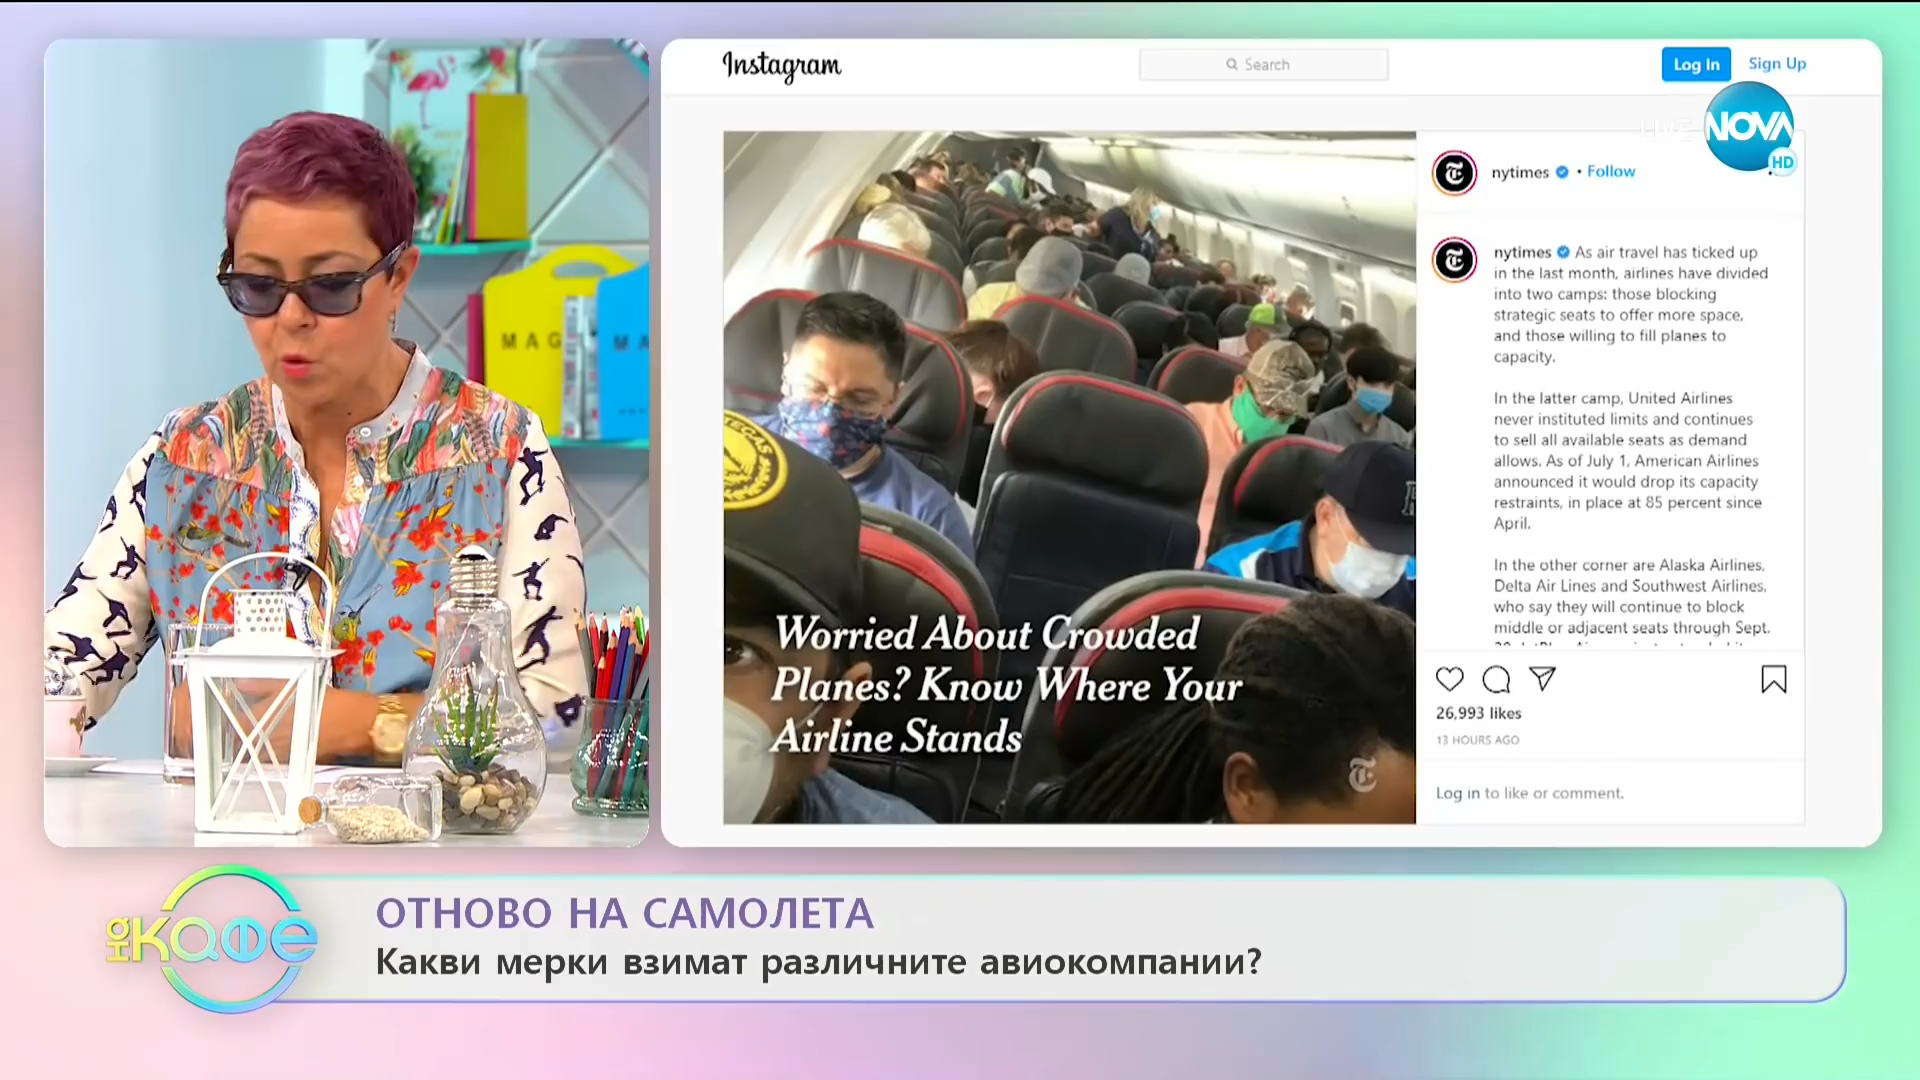 Instagram
Search
Log In
Sign Up
LIVE
NOVA
HD
MAG
MA
nytimes • Follow
nytimes As air travel has ticked up
in the last month, airlines have divided
into two camps: those blocking
strategic seats to offer more space,
and those willing to fill planes to
capacity.
In the latter camp, United Airlines
never instituted limits and continues
to sell all available seats as demand
allows. As of July 1, American Airlines
announced it would drop its capacity
restraints, in place at 85 percent since
April.
In the other corner are Alaska Airlines,
Delta Air Lines and Southwest Airlines,
who say they will continue to block
middle or adjacent seats through Sept.
Worried About Crowded
Planes? Know Where Your
Airline Stands
26,993 likes
13 HOURS AGO
Log in to like or comment.
на кафе
ОТНОВО НА САМОЛЕТА
Какви мерки взимат различните авиокомпании?